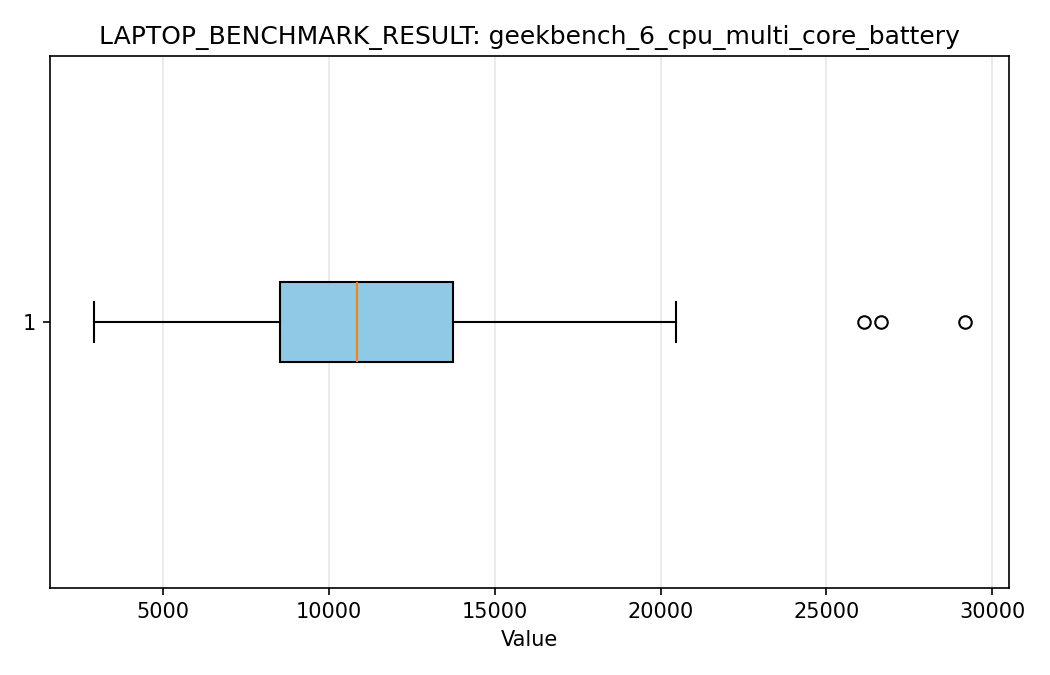 LAPTOP_BENCHMARK_RESULT: geekbench_6_cpu_multi_core_battery
1
5000 10000 15000 20000 25000 30000
Value